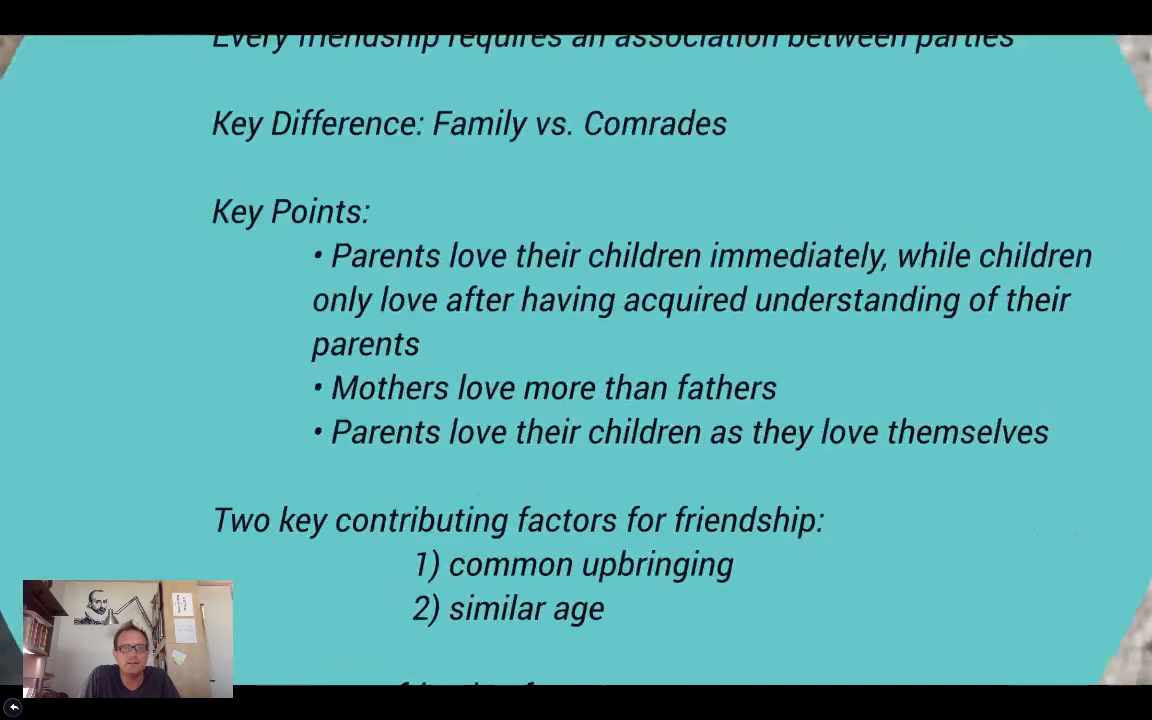 Every friendship requires an association between parties
Key Difference: Family vs. Comrades
Key Points:
• Parents love their children immediately, while children
only love after having acquired understanding of their
parents
• Mothers love more than fathers
• Parents love their children as they love themselves
Two key contributing factors for friendship:
1) common upbringing
2) similar age